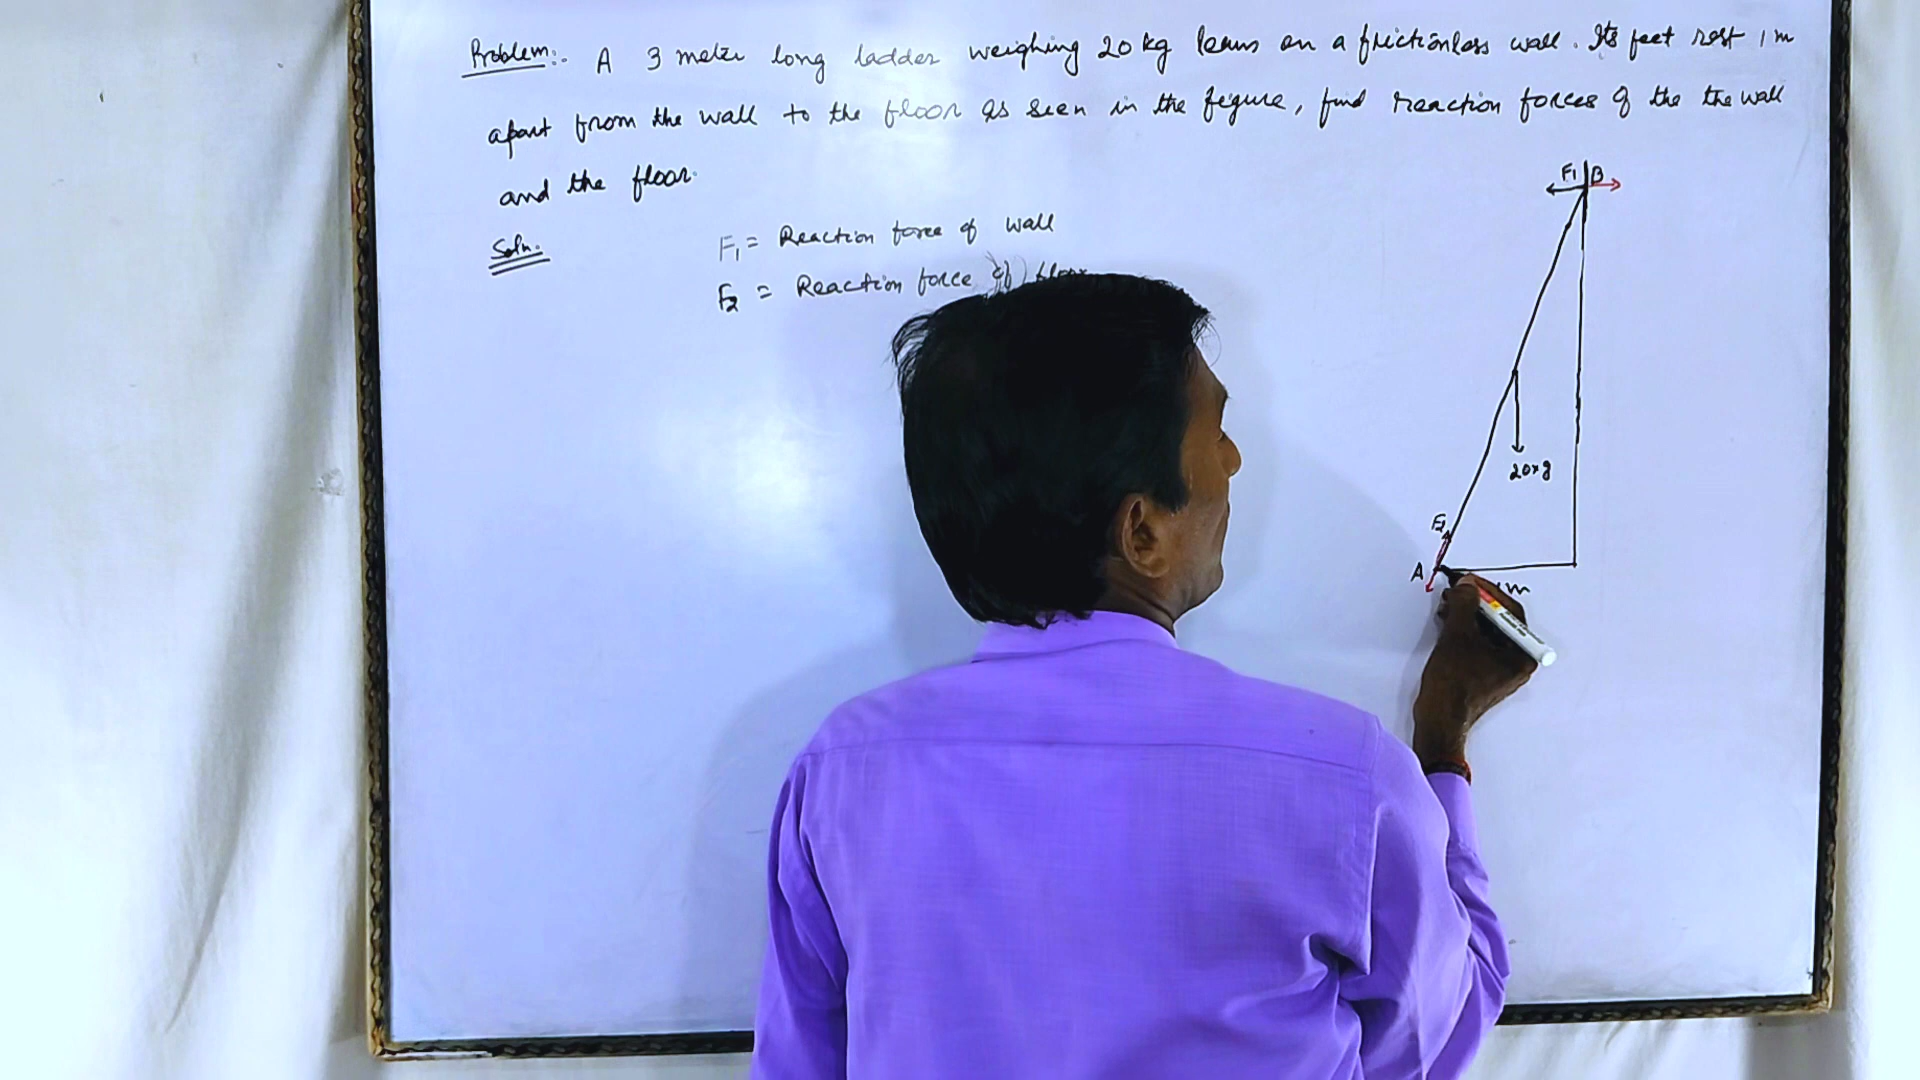 Problem:- A 3 meter long ladder weighing 20 kg leans on a frictionless wall. Its feet rest 1 m
apart from the wall to the floor as seen in the figure, find reaction forces of the the wall
and the floor.
Soln.
F1 = Reaction force of wall
F2 = Reaction force of floor
F1 B
20×g
F2
A
m